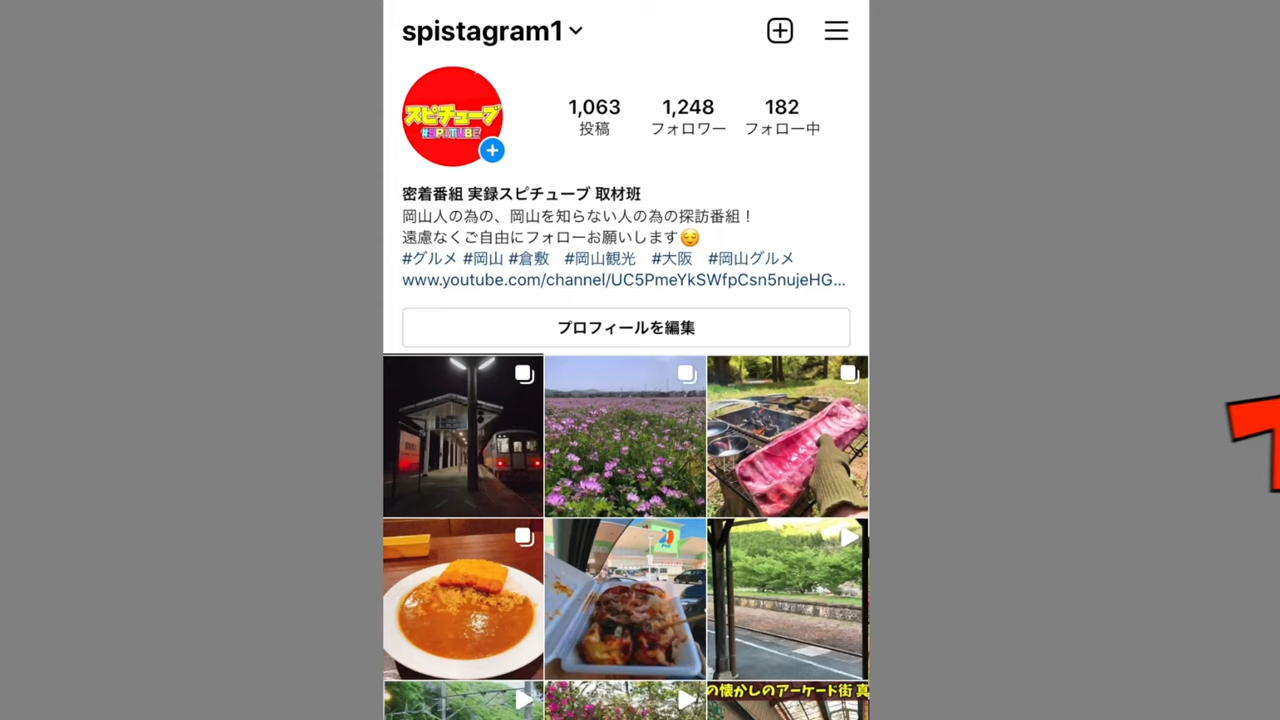 spistagram1
スピチューブ
#SPITUBE
1,063
投稿
1,248
フォロワー
182
フォロー中
密着番組 実録スピチューブ 取材班
岡山人の為の、岡山を知らない人の為の探訪番組！
遠慮なくご自由にフォローお願いします😌
#グルメ #岡山 #倉敷　#岡山観光　#大阪　#岡山グルメ
www.youtube.com/channel/UC5PmeYkSWfpCsn5nujeHG...
プロフィールを編集
の懐かしのアーケード街 真